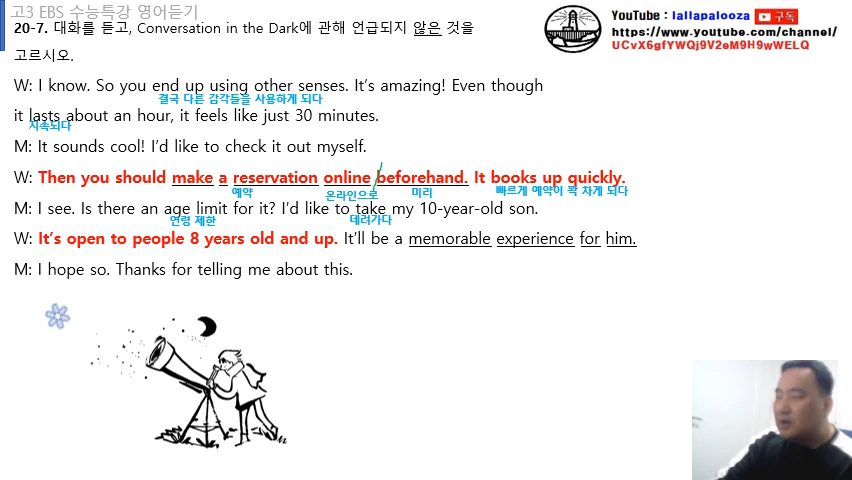 고3 EBS 수능특강 영어듣기
20-7. 대화를 듣고, Conversation in the Dark에 관해 언급되지 않은 것을
고르시오.
YouTube : lallapalooza 구독
https://www.youtube.com/channel/
UCvX6gfYWQj9V2eM9H9wWELQ
W: I know. So you end up using other senses. It's amazing! Even though
결국 다른 감각들을 사용하게 되다
it lasts about an hour, it feels like just 30 minutes.
지속되다
M: It sounds cool! I'd like to check it out myself.
W: Then you should make a reservation online beforehand. It books up quickly.
예약 온라인으로 미리 빠르게 예약이 꽉 차게 되다
M: I see. Is there an age limit for it? I'd like to take my 10-year-old son.
연령 제한 데려가다
W: It's open to people 8 years old and up. It'll be a memorable experience for him.
M: I hope so. Thanks for telling me about this.